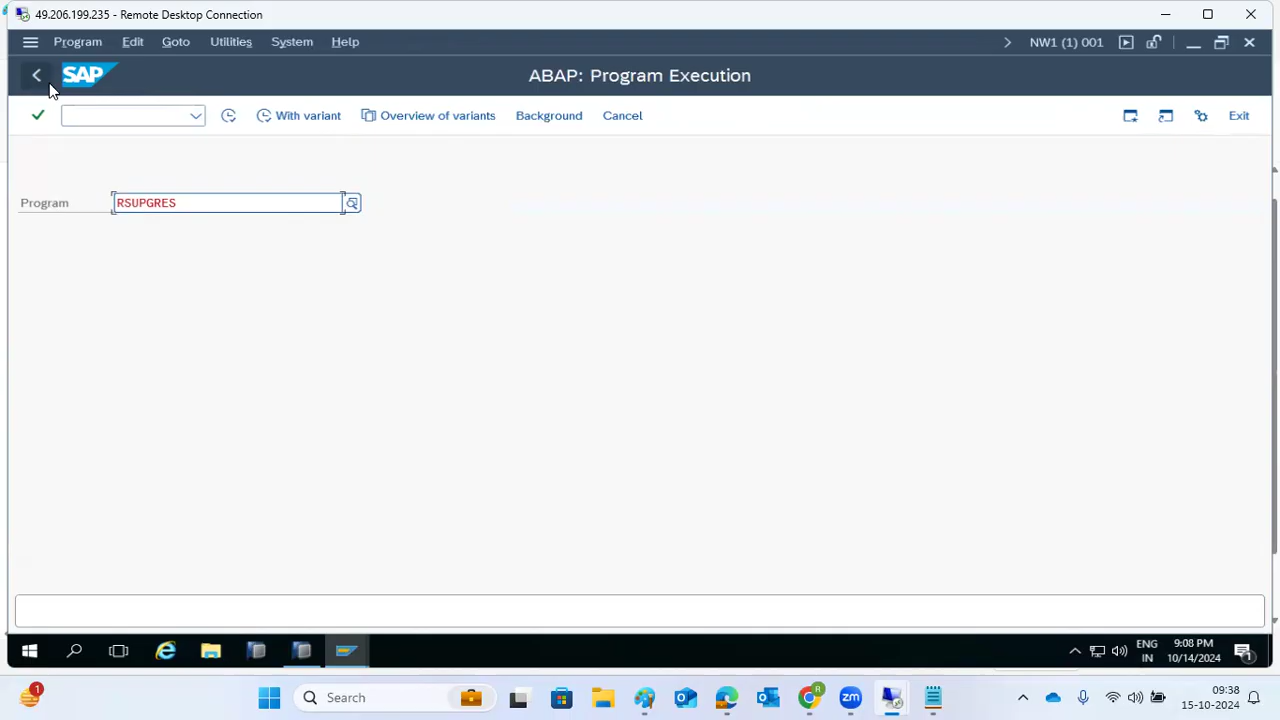 49.206.199.235 - Remote Desktop Connection
Program Edit Goto Utilities System Help
NW1 (1) 001
SAP
ABAP: Program Execution
With variant Overview of variants Background Cancel Exit
Program RSUPGRES
ENG 9:08 PM
IN 10/14/2024 1
1
Search
R
09:38
15-10-2024